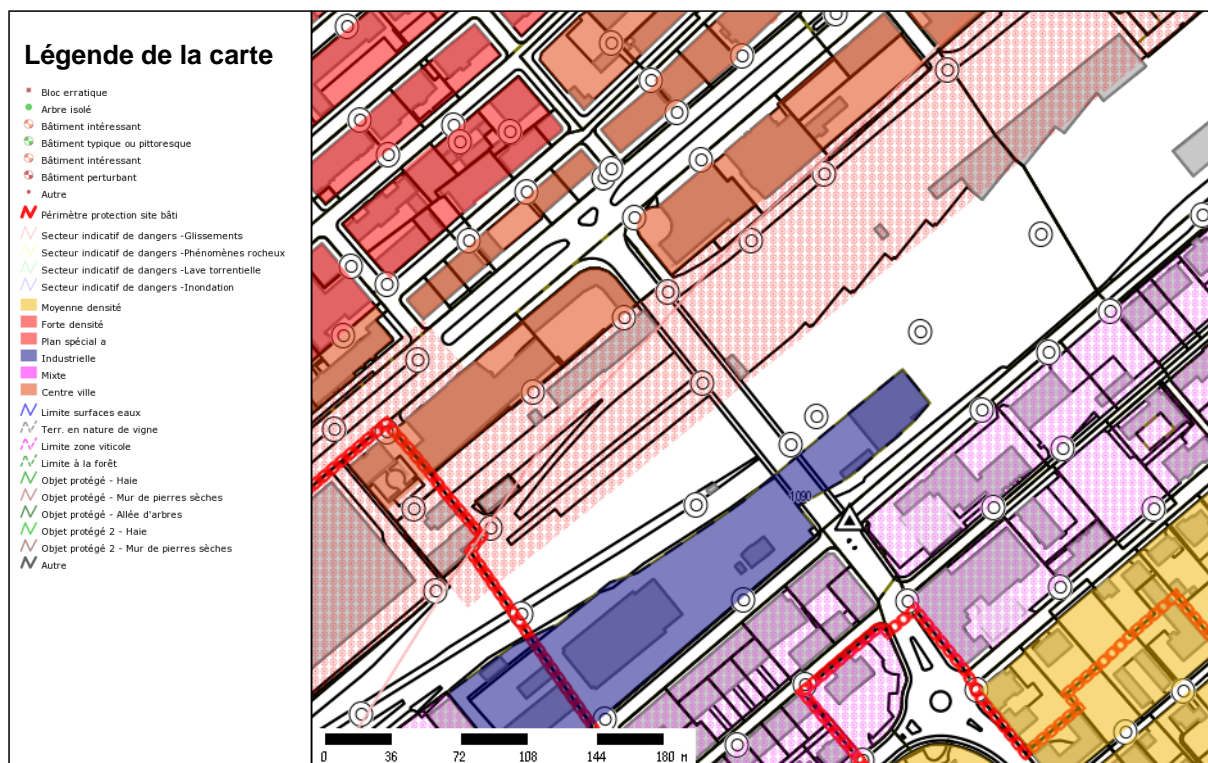 Légende de la carte
Bloc erratique
Arbre isolé
Bâtiment intéressant
Bâtiment typique ou pittoresque
Bâtiment intéressant
Bâtiment perturbant
Autre
Périmètre protection site bâti
Secteur indicatif de dangers -Glissements
Secteur indicatif de dangers -Phénomènes rocheux
Secteur indicatif de dangers -Lave torrentielle
Secteur indicatif de dangers -Inondation
Moyenne densité
Forte densité
Plan spécial a
Industrielle
Mixte
Centre ville
Limite surfaces eaux
Terr. en nature de vigne
Limite zone viticole
Limite à la forêt
Objet protégé - Haie
Objet protégé - Mur de pierres sèches
Objet protégé - Allée d'arbres
Objet protégé 2 - Haie
Objet protégé 2 - Mur de pierres sèches
Autre
1090
0 36 72 108 144 180 M